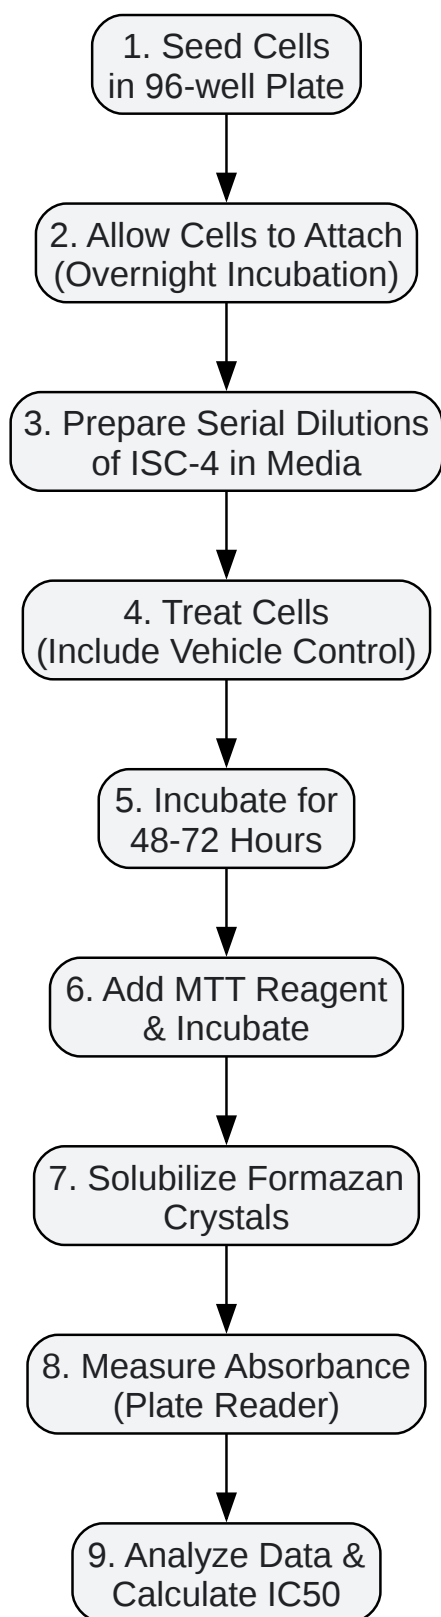 1. Seed Cells
in 96-well Plate
2. Allow Cells to Attach
(Overnight Incubation)
3. Prepare Serial Dilutions
of ISC-4 in Media
4. Treat Cells
(Include Vehicle Control)
5. Incubate for
48-72 Hours
6. Add MTT Reagent
& Incubate
7. Solubilize Formazan
Crystals
8. Measure Absorbance
(Plate Reader)
9. Analyze Data &
Calculate IC50